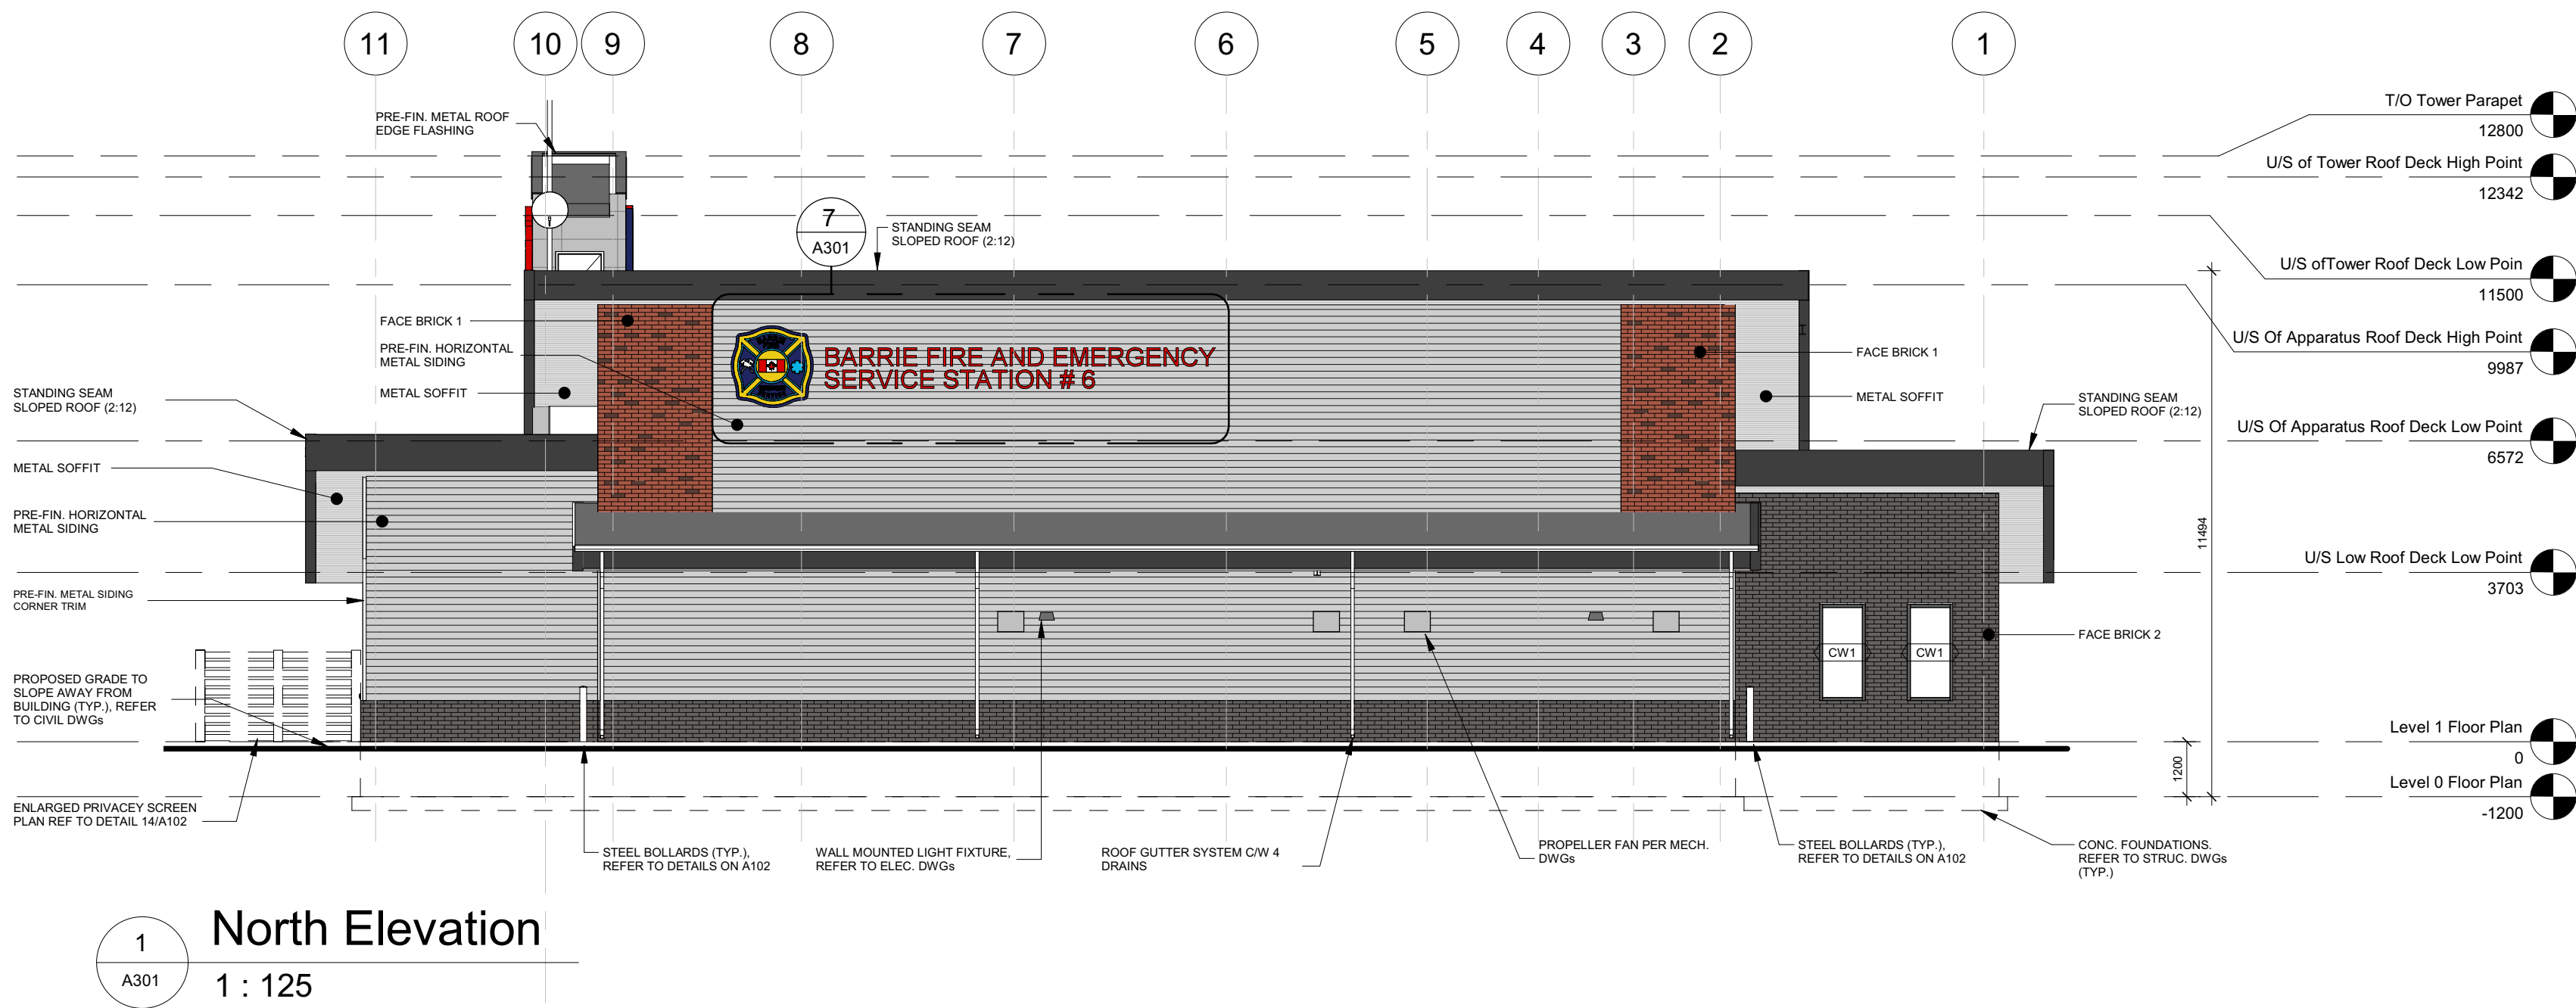 11
10
9
8
7
6
5
4
3
2
1
T/O Tower Parapet
12800
U/S of Tower Roof Deck High Point
12342
U/S ofTower Roof Deck Low Poin
11500
U/S Of Apparatus Roof Deck High Point
9987
U/S Of Apparatus Roof Deck Low Point
6572
U/S Low Roof Deck Low Point
3703
Level 1 Floor Plan
0
Level 0 Floor Plan
-1200
11494
1200
PRE-FIN. METAL ROOF
EDGE FLASHING
7
A301
STANDING SEAM
SLOPED ROOF (2:12)
FACE BRICK 1
PRE-FIN. HORIZONTAL
METAL SIDING
METAL SOFFIT
BARRIE FIRE AND EMERGENCY
SERVICE STATION # 6
FACE BRICK 1
METAL SOFFIT
STANDING SEAM
SLOPED ROOF (2:12)
STANDING SEAM
SLOPED ROOF (2:12)
METAL SOFFIT
PRE-FIN. HORIZONTAL
METAL SIDING
PRE-FIN. METAL SIDING
CORNER TRIM
PROPOSED GRADE TO
SLOPE AWAY FROM
BUILDING (TYP.), REFER
TO CIVIL DWGs
ENLARGED PRIVACEY SCREEN
PLAN REF TO DETAIL 14/A102
FACE BRICK 2
CW1
CW1
STEEL BOLLARDS (TYP.),
REFER TO DETAILS ON A102
WALL MOUNTED LIGHT FIXTURE,
REFER TO ELEC. DWGs
ROOF GUTTER SYSTEM C/W 4
DRAINS
PROPELLER FAN PER MECH.
DWGs
STEEL BOLLARDS (TYP.),
REFER TO DETAILS ON A102
CONC. FOUNDATIONS.
REFER TO STRUC. DWGs
(TYP.)
1
A301
North Elevation
1 : 125